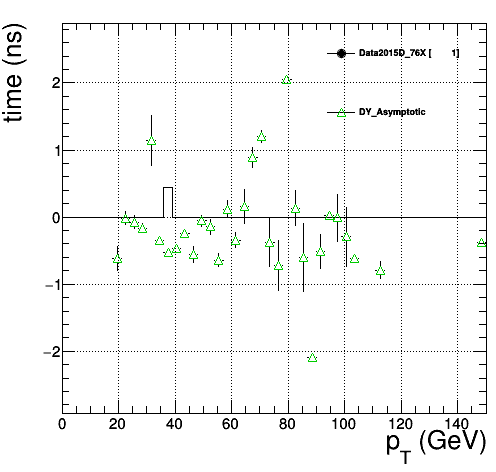 time (ns)
Data2015D_76X [ 1]
DY_Asymptotic
2
1
0
−1
−2
0 20 40 60 80 100 120 140
p_T (GeV)